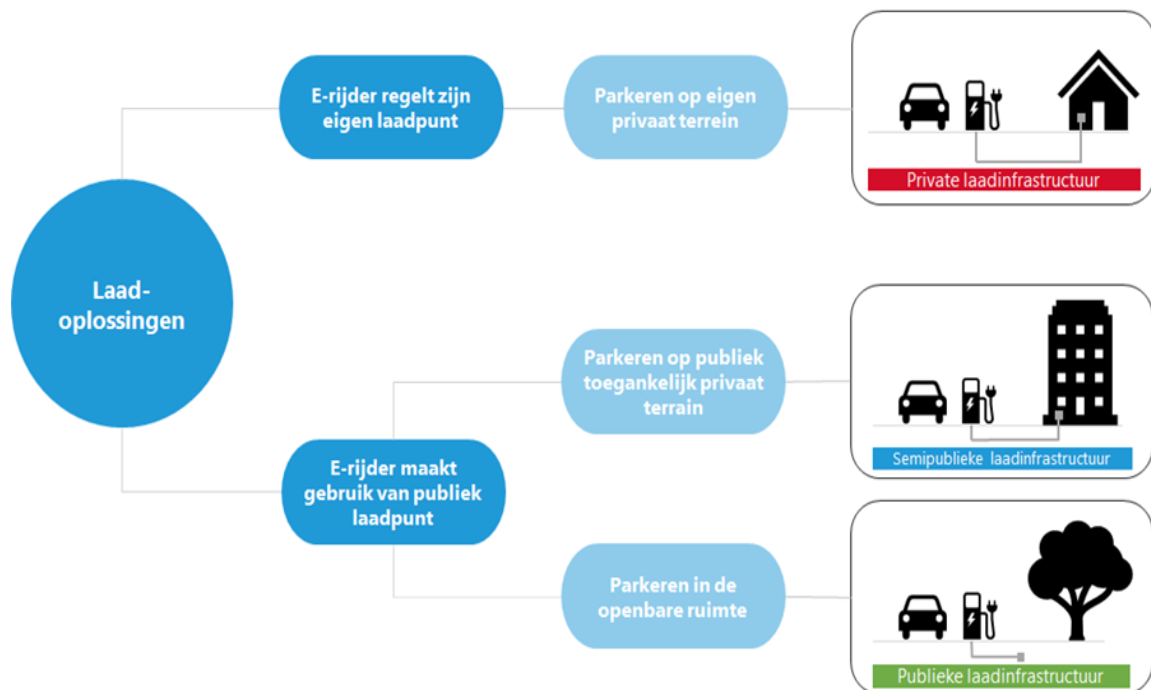 Laad-
oplossingen
E-rijder regelt zijn
eigen laadpunt
Parkeren op eigen
privaat terrein
Private laadinfrastructuur
E-rijder maakt
gebruik van publiek
laadpunt
Parkeren op publiek
toegankelijk privaat
terrain
Semipublieke laadinfrastructuur
Parkeren in de
openbare ruimte
Publieke laadinfrastructuur